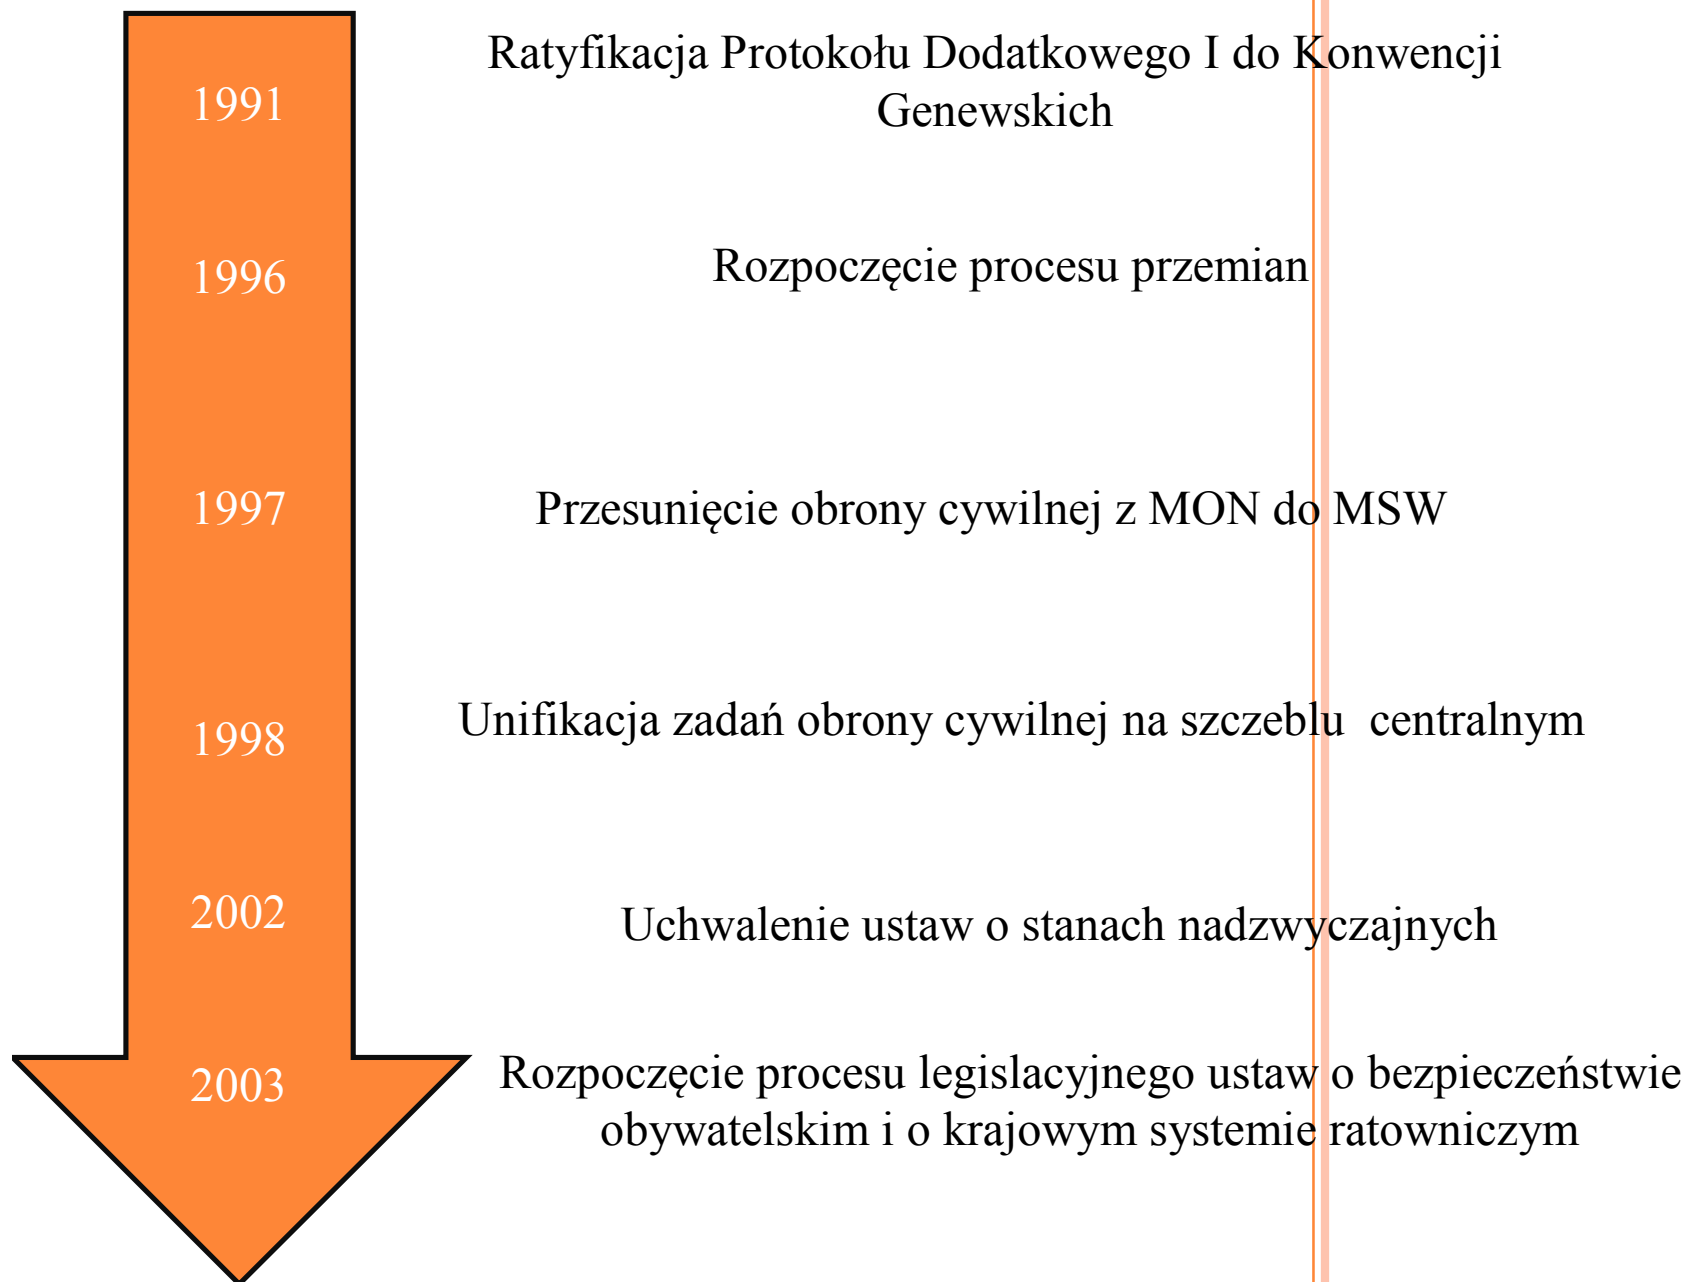 1991
Ratyfikacja Protokołu Dodatkowego I do Konwencji
Genewskich
1996
Rozpoczęcie procesu przemian
1997
Przesunięcie obrony cywilnej z MON do MSW
1998
Unifikacja zadań obrony cywilnej na szczeblu centralnym
2002
Uchwalenie ustaw o stanach nadzwyczajnych
2003
Rozpoczęcie procesu legislacyjnego ustaw o bezpieczeństwie
obywatelskim i o krajowym systemie ratowniczym